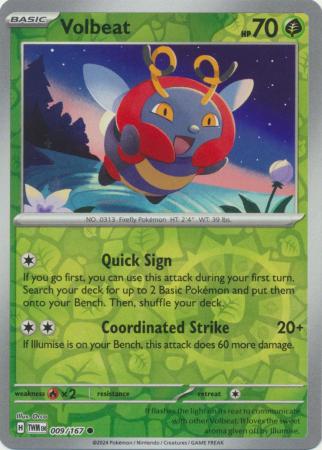 BASIC
Volbeat
HP 70
NO. 0313 Firefly Pokémon HT: 2'4" WT: 39 lbs.
Quick Sign
If you go first, you can use this attack during your first turn.
Search your deck for up to 2 Basic Pokémon and put them
onto your Bench. Then, shuffle your deck.
Coordinated Strike 20+
If Illumise is on your Bench, this attack does 60 more damage.
weakness ×2 resistance retreat
Illus. Orca
H TWM EN 009/167
It flashes its rear to communicate
with other Volbeat. It loves the sweet
aroma given off by Illumise.
©2024 Pokémon / Nintendo / Creatures / GAME FREAK